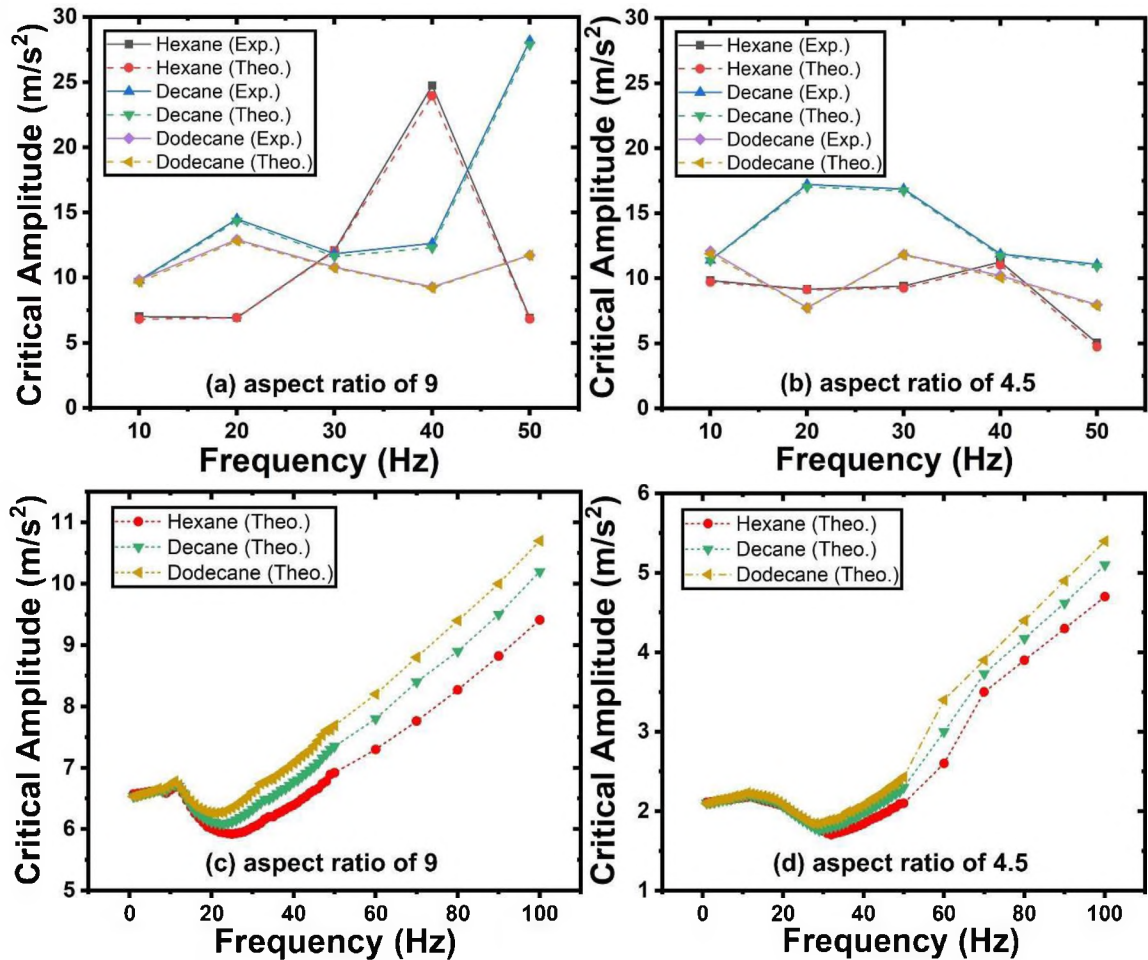 Critical Amplitude (m/s²)
30
25
20
15
10
5
0
Hexane (Exp.)
Hexane (Theo.)
Decane (Exp.)
Decane (Theo.)
Dodecane (Exp.)
Dodecane (Theo.)
(a) aspect ratio of 9
10 20 30 40 50
Frequency (Hz)
Critical Amplitude (m/s²)
30
25
20
15
10
5
0
Hexane (Exp.)
Hexane (Theo.)
Decane (Exp.)
Decane (Theo.)
Dodecane (Exp.)
Dodecane (Theo.)
(b) aspect ratio of 4.5
10 20 30 40 50
Frequency (Hz)
Critical Amplitude (m/s²)
11
10
9
8
7
6
5
Hexane (Theo.)
Decane (Theo.)
Dodecane (Theo.)
(c) aspect ratio of 9
0 20 40 60 80 100
Frequency (Hz)
Critical Amplitude (m/s²)
6
5
4
3
2
1
Hexane (Theo.)
Decane (Theo.)
Dodecane (Theo.)
(d) aspect ratio of 4.5
0 20 40 60 80 100
Frequency (Hz)